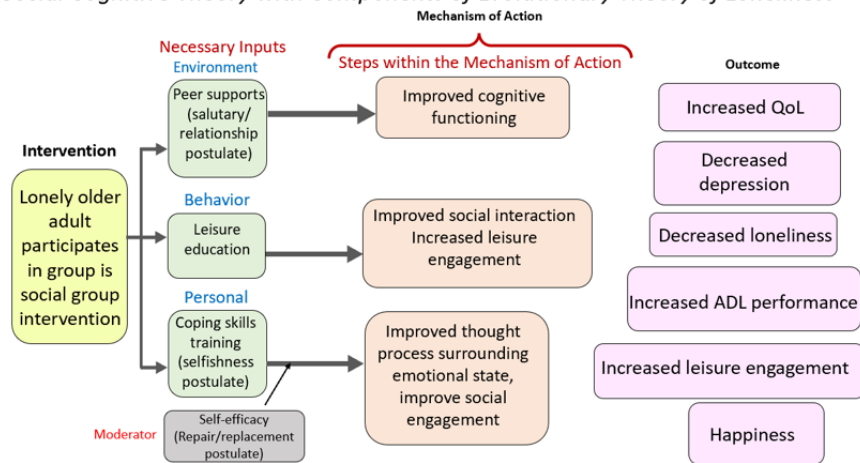 Mechanism of Action
Necessary Inputs
Steps within the Mechanism of Action
Outcome
Environment
Peer supports
(salutary/
relationship
postulate)
Improved cognitive
functioning
Increased QoL
Intervention
Lonely older
adult
participates
in group is
social group
intervention
Decreased
depression
Behavior
Leisure
education
Improved social interaction
Increased leisure
engagement
Decreased loneliness
Increased ADL performance
Personal
Coping skills
training
(selfishness
postulate)
Improved thought
process surrounding
emotional state,
improve social
engagement
Increased leisure engagement
Moderator
Self-efficacy
(Repair/replacement
postulate)
Happiness